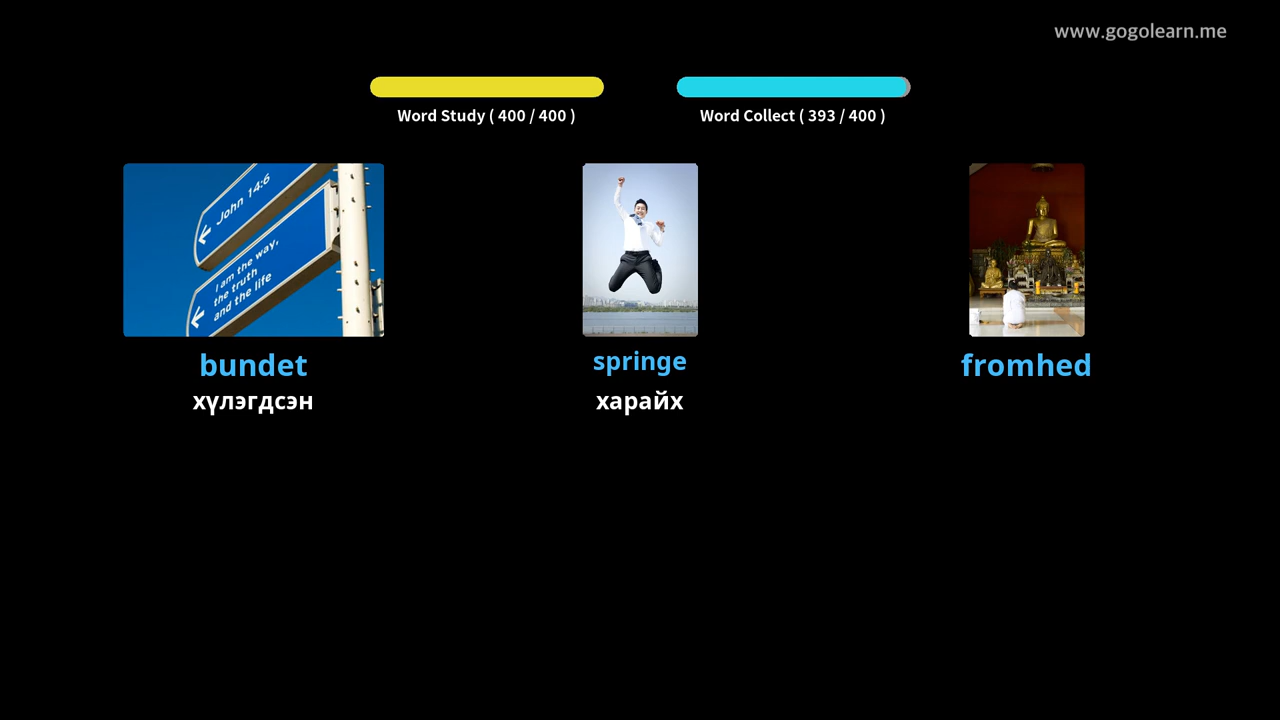 www.gogolearn.me
Word Study ( 400 / 400 )
Word Collect ( 393 / 400 )
John 14:6
I am the way,
the truth
and the life
bundet
хүлэгдсэн
springe
харайх
fromhed